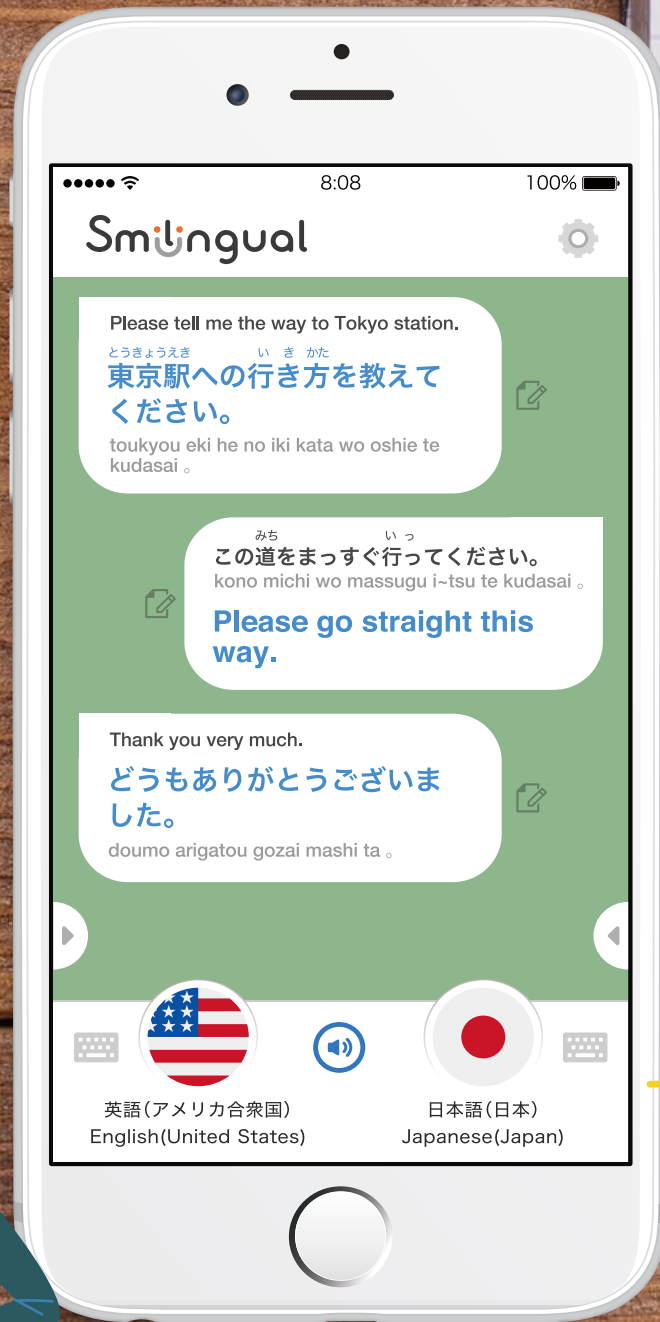 8:08
100%
Smilingual
Please tell me the way to Tokyo station.
とうきょうえき い き かた
東京駅への行き方を教えて
ください。
toukyou eki he no iki kata wo oshie te
kudasai 。
みち い っ
この道をまっすぐ行ってください。
kono michi wo massugu i~tsu te kudasai 。
Please go straight this
way.
Thank you very much.
どうもありがとうございま
した。
doumo arigatou gozai mashi ta 。
英語(アメリカ合衆国)
English(United States)
日本語(日本)
Japanese(Japan)